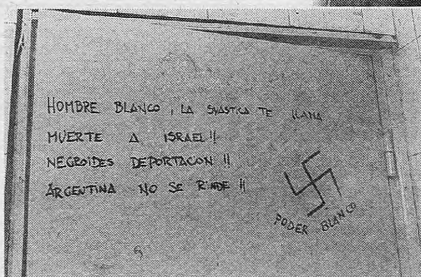 HOMBRE BLANCO, LA SVASTICA TE LLAMA
MUERTE A ISRAEL!!
NEGROIDES DEPORTACON!!
ARGENTINA NO SE RINDE!!
PODER BLANCO